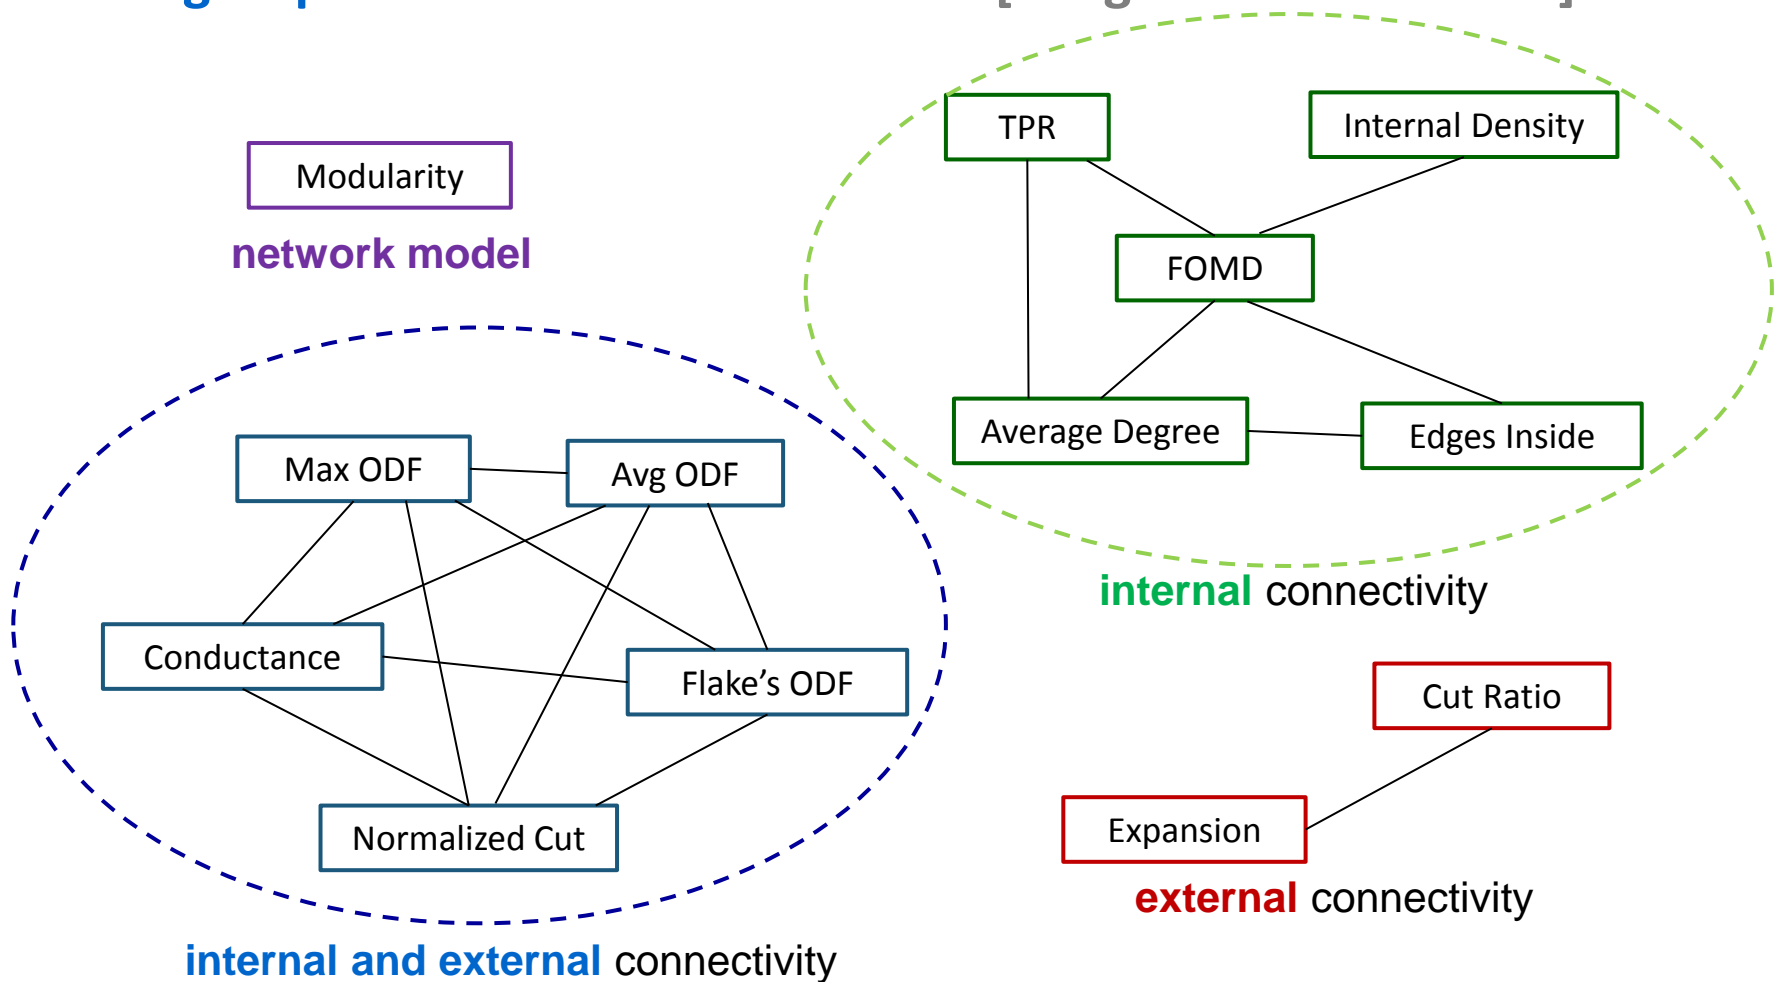 TPR
Internal Density
Modularity
network model
FOMD
Average Degree
Edges Inside
Max ODF
Avg ODF
internal connectivity
Conductance
Flake's ODF
Cut Ratio
Normalized Cut
Expansion
external connectivity
internal and external connectivity